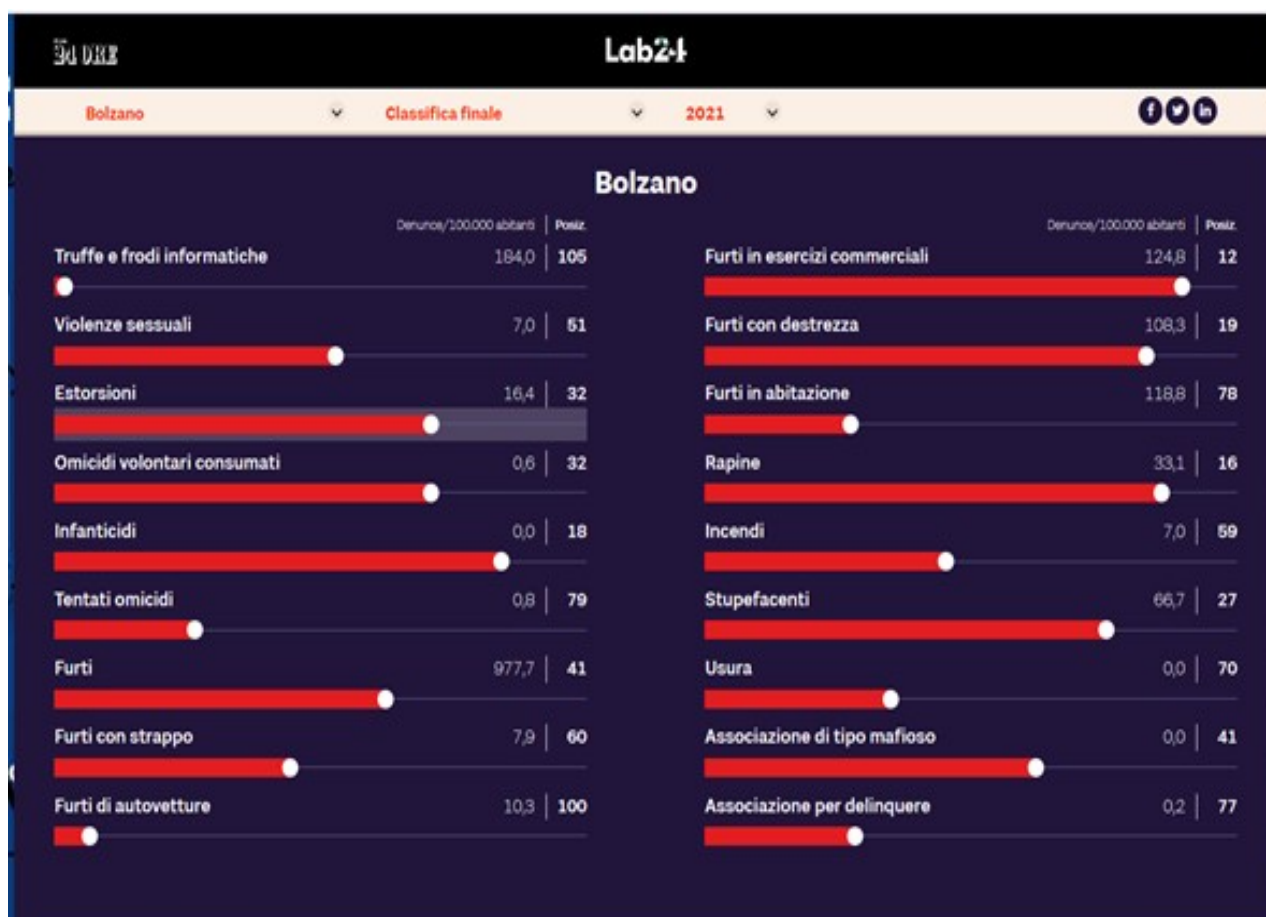 24 ORE
Lab24
Bolzano Classifica finale 2021
Bolzano
Denunce/100.000 abitanti Posiz.
Truffe e frodi informatiche 184,0 105
Violenze sessuali 7,0 51
Estorsioni 16,4 32
Omicidi volontari consumati 0,6 32
Infanticidi 0,0 18
Tentati omicidi 0,8 79
Furti 977,7 41
Furti con strappo 7,9 60
Furti di autovetture 10,3 100
Denunce/100.000 abitanti Posiz.
Furti in esercizi commerciali 124,8 12
Furti con destrezza 108,3 19
Furti in abitazione 118,8 78
Rapine 33,1 16
Incendi 7,0 59
Stupefacenti 66,7 27
Usura 0,0 70
Associazione di tipo mafioso 0,0 41
Associazione per delinquere 0,2 77